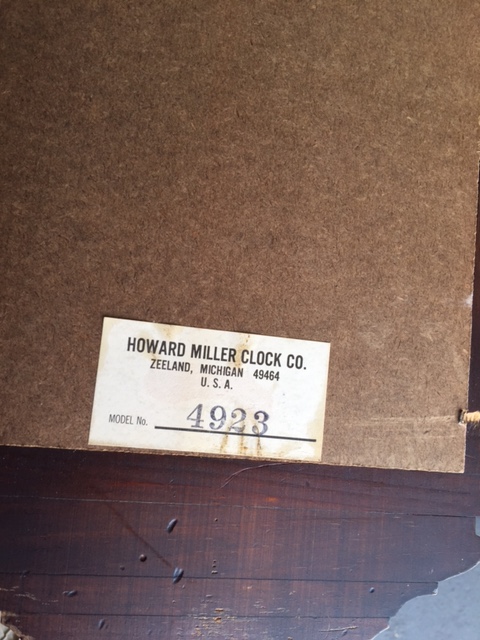 HOWARD MILLER CLOCK CO.
ZEELAND, MICHIGAN 49464
U. S. A.
MODEL No. 4923